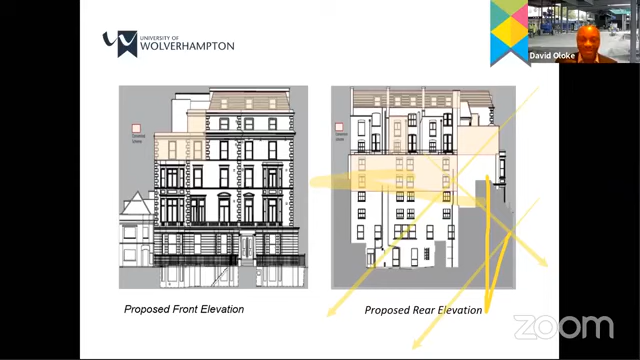 UNIVERSITY OF
WOLVERHAMPTON
David Oloke
Proposed Front Elevation
Proposed Rear Elevation
zoom